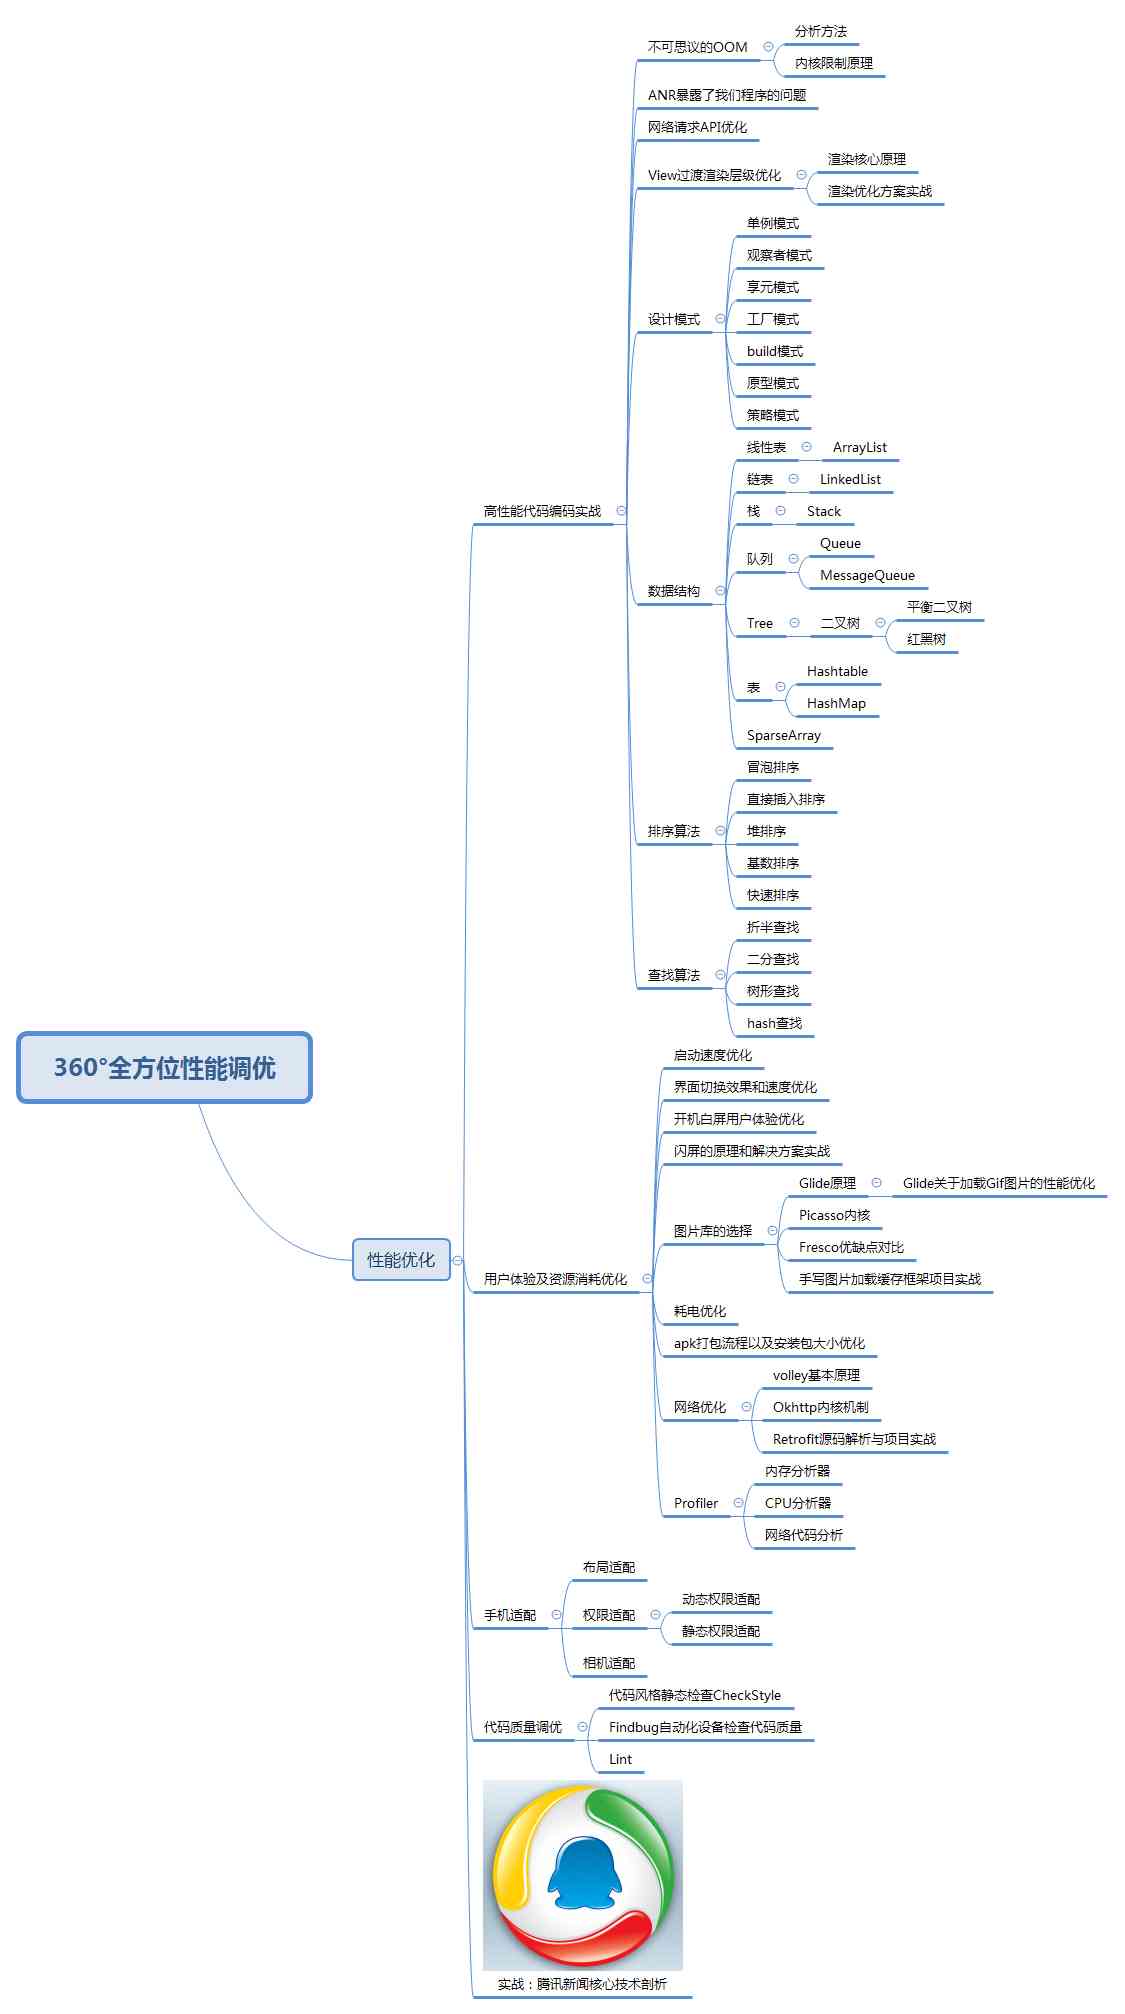 360°全方位性能调优
性能优化
高性能代码编码实战
不可思议的OOM
分析方法
内核限制原理
ANR暴露了我们程序的问题
网络请求API优化
View过渡渲染层级优化
渲染核心原理
渲染优化方案实战
设计模式
单例模式
观察者模式
享元模式
工厂模式
build模式
原型模式
策略模式
数据结构
线性表
ArrayList
链表
LinkedList
栈
Stack
队列
Queue
MessageQueue
Tree
二叉树
平衡二叉树
红黑树
表
Hashtable
HashMap
SparseArray
排序算法
冒泡排序
直接插入排序
堆排序
基数排序
快速排序
查找算法
折半查找
二分查找
树形查找
hash查找
用户体验及资源消耗优化
启动速度优化
界面切换效果和速度优化
开机白屏用户体验优化
闪屏的原理和解决方案实战
图片库的选择
Glide原理
Glide关于加载Gif图片的性能优化
Picasso内核
Fresco优缺点对比
手写图片加载缓存框架项目实战
耗电优化
apk打包流程以及安装包大小优化
网络优化
volley基本原理
Okhttp内核机制
Retrofit源码解析与项目实战
Profiler
内存分析器
CPU分析器
网络代码分析
手机适配
布局适配
权限适配
动态权限适配
静态权限适配
相机适配
代码质量调优
代码风格静态检查CheckStyle
Findbug自动化设备检查代码质量
Lint
实战：腾讯新闻核心技术剖析